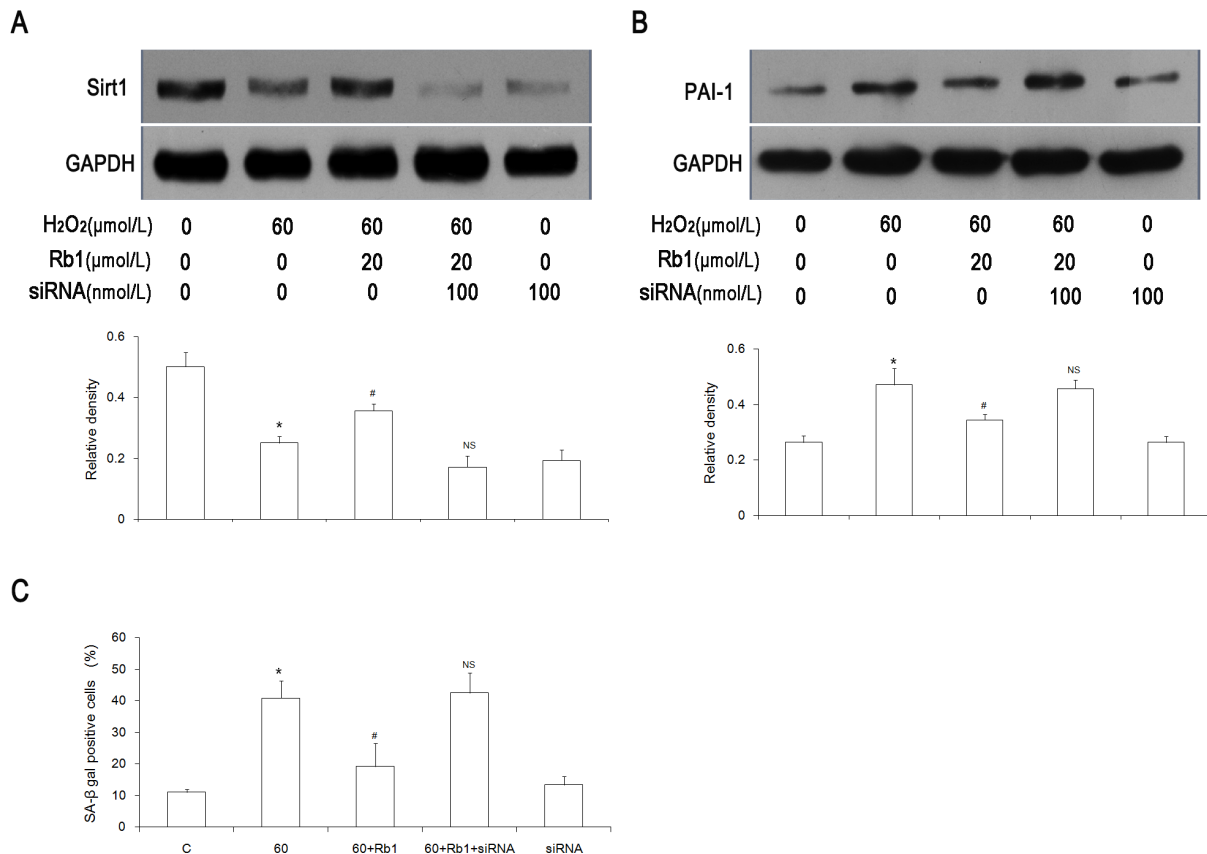 A
Sirt1
GAPDH
H₂O₂(μmol/L) 0 60 60 60 0
Rb1(μmol/L) 0 0 20 20 0
siRNA(nmol/L) 0 0 0 100 100
Relative density
0.6
0.4
0.2
0
*
#
NS
B
PAI-1
GAPDH
H₂O₂(μmol/L) 0 60 60 60 0
Rb1(μmol/L) 0 0 20 20 0
siRNA(nmol/L) 0 0 0 100 100
Relative density
0.6
0.4
0.2
0
*
#
NS
C
SA-β gal positive cells (%)
60
50
40
30
20
10
0
*
#
NS
C 60 60+Rb1 60+Rb1+siRNA siRNA